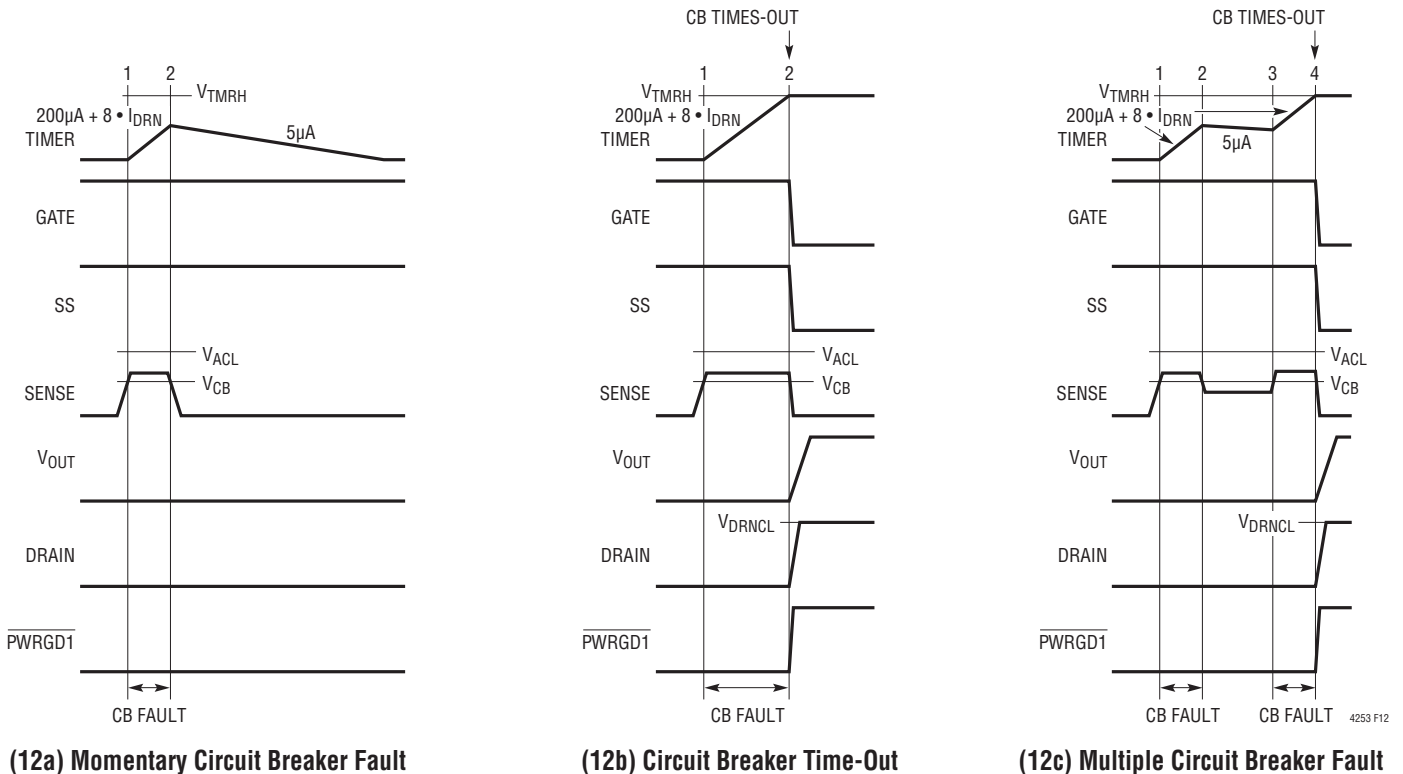 1 2
V_TMRH
200µA + 8 • I_DRN
TIMER
5µA
GATE
SS
V_ACL
V_CB
SENSE
V_OUT
DRAIN
PWRGD1
CB FAULT
(12a) Momentary Circuit Breaker Fault
CB TIMES-OUT
1 2
V_TMRH
200µA + 8 • I_DRN
TIMER
GATE
SS
V_ACL
V_CB
SENSE
V_OUT
V_DRNCL
DRAIN
PWRGD1
CB FAULT
(12b) Circuit Breaker Time-Out
CB TIMES-OUT
1 2 3 4
V_TMRH
200µA + 8 • I_DRN
TIMER
5µA
GATE
SS
V_ACL
V_CB
SENSE
V_OUT
V_DRNCL
DRAIN
PWRGD1
CB FAULT CB FAULT
4253 F12
(12c) Multiple Circuit Breaker Fault